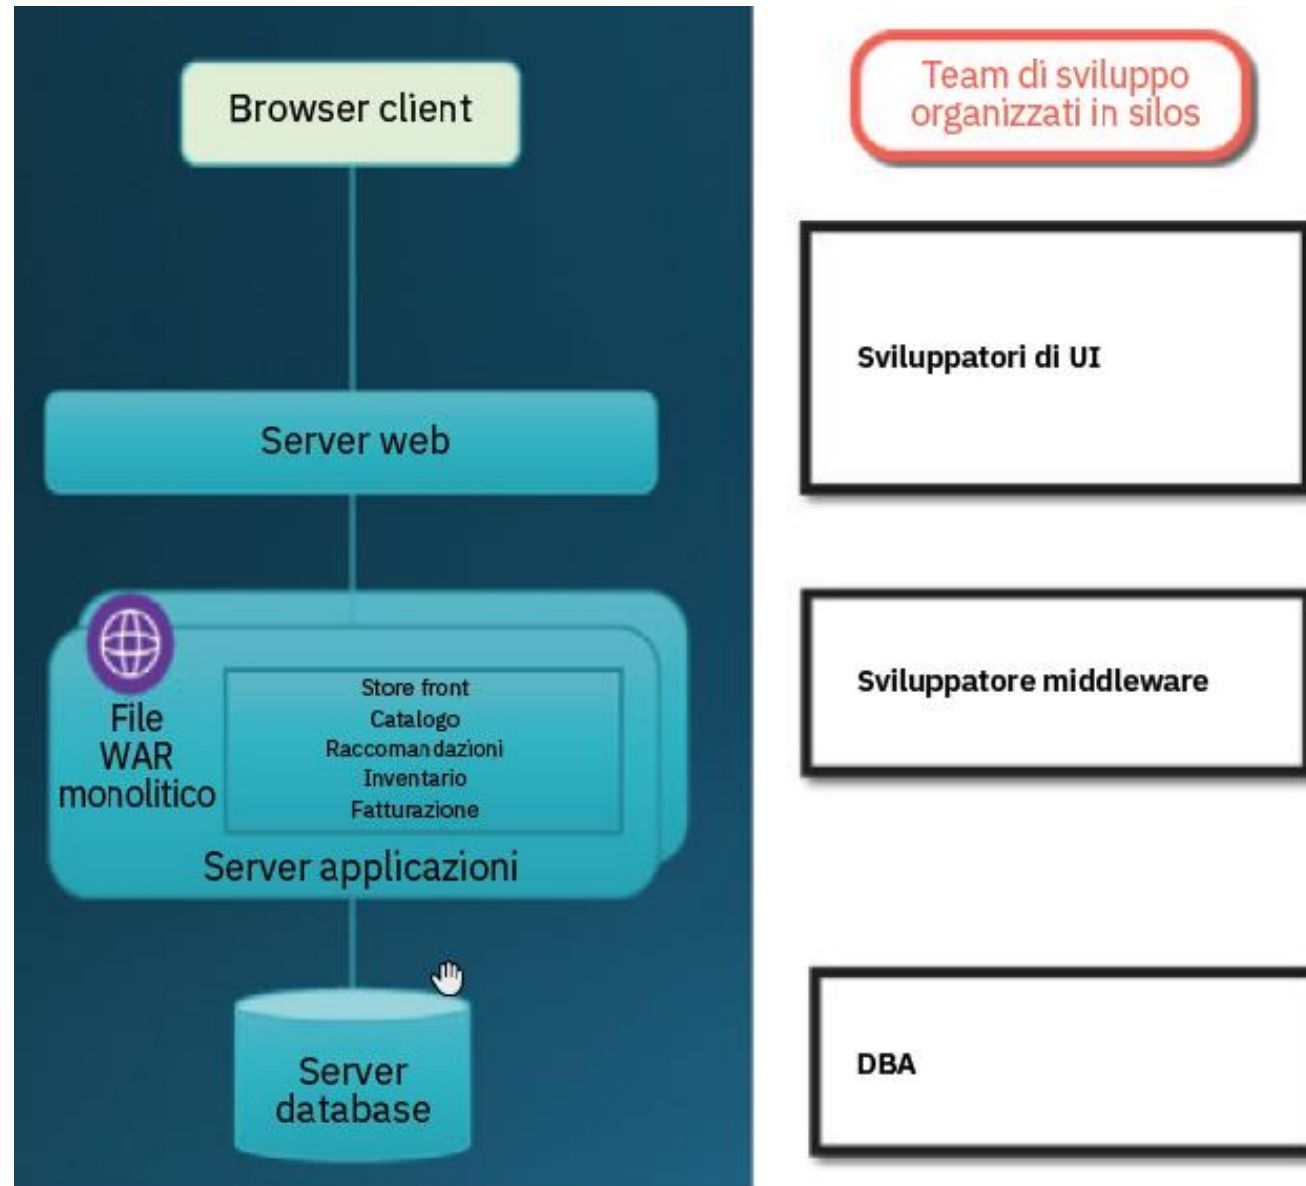 Browser client
Server web
File
WAR
monolitico
Store front
Catalogo
Raccomandazioni
Inventario
Fatturazione
Server applicazioni
Server
database
Team di sviluppo
organizzati in silos
Sviluppatori di UI
Sviluppatore middleware
DBA